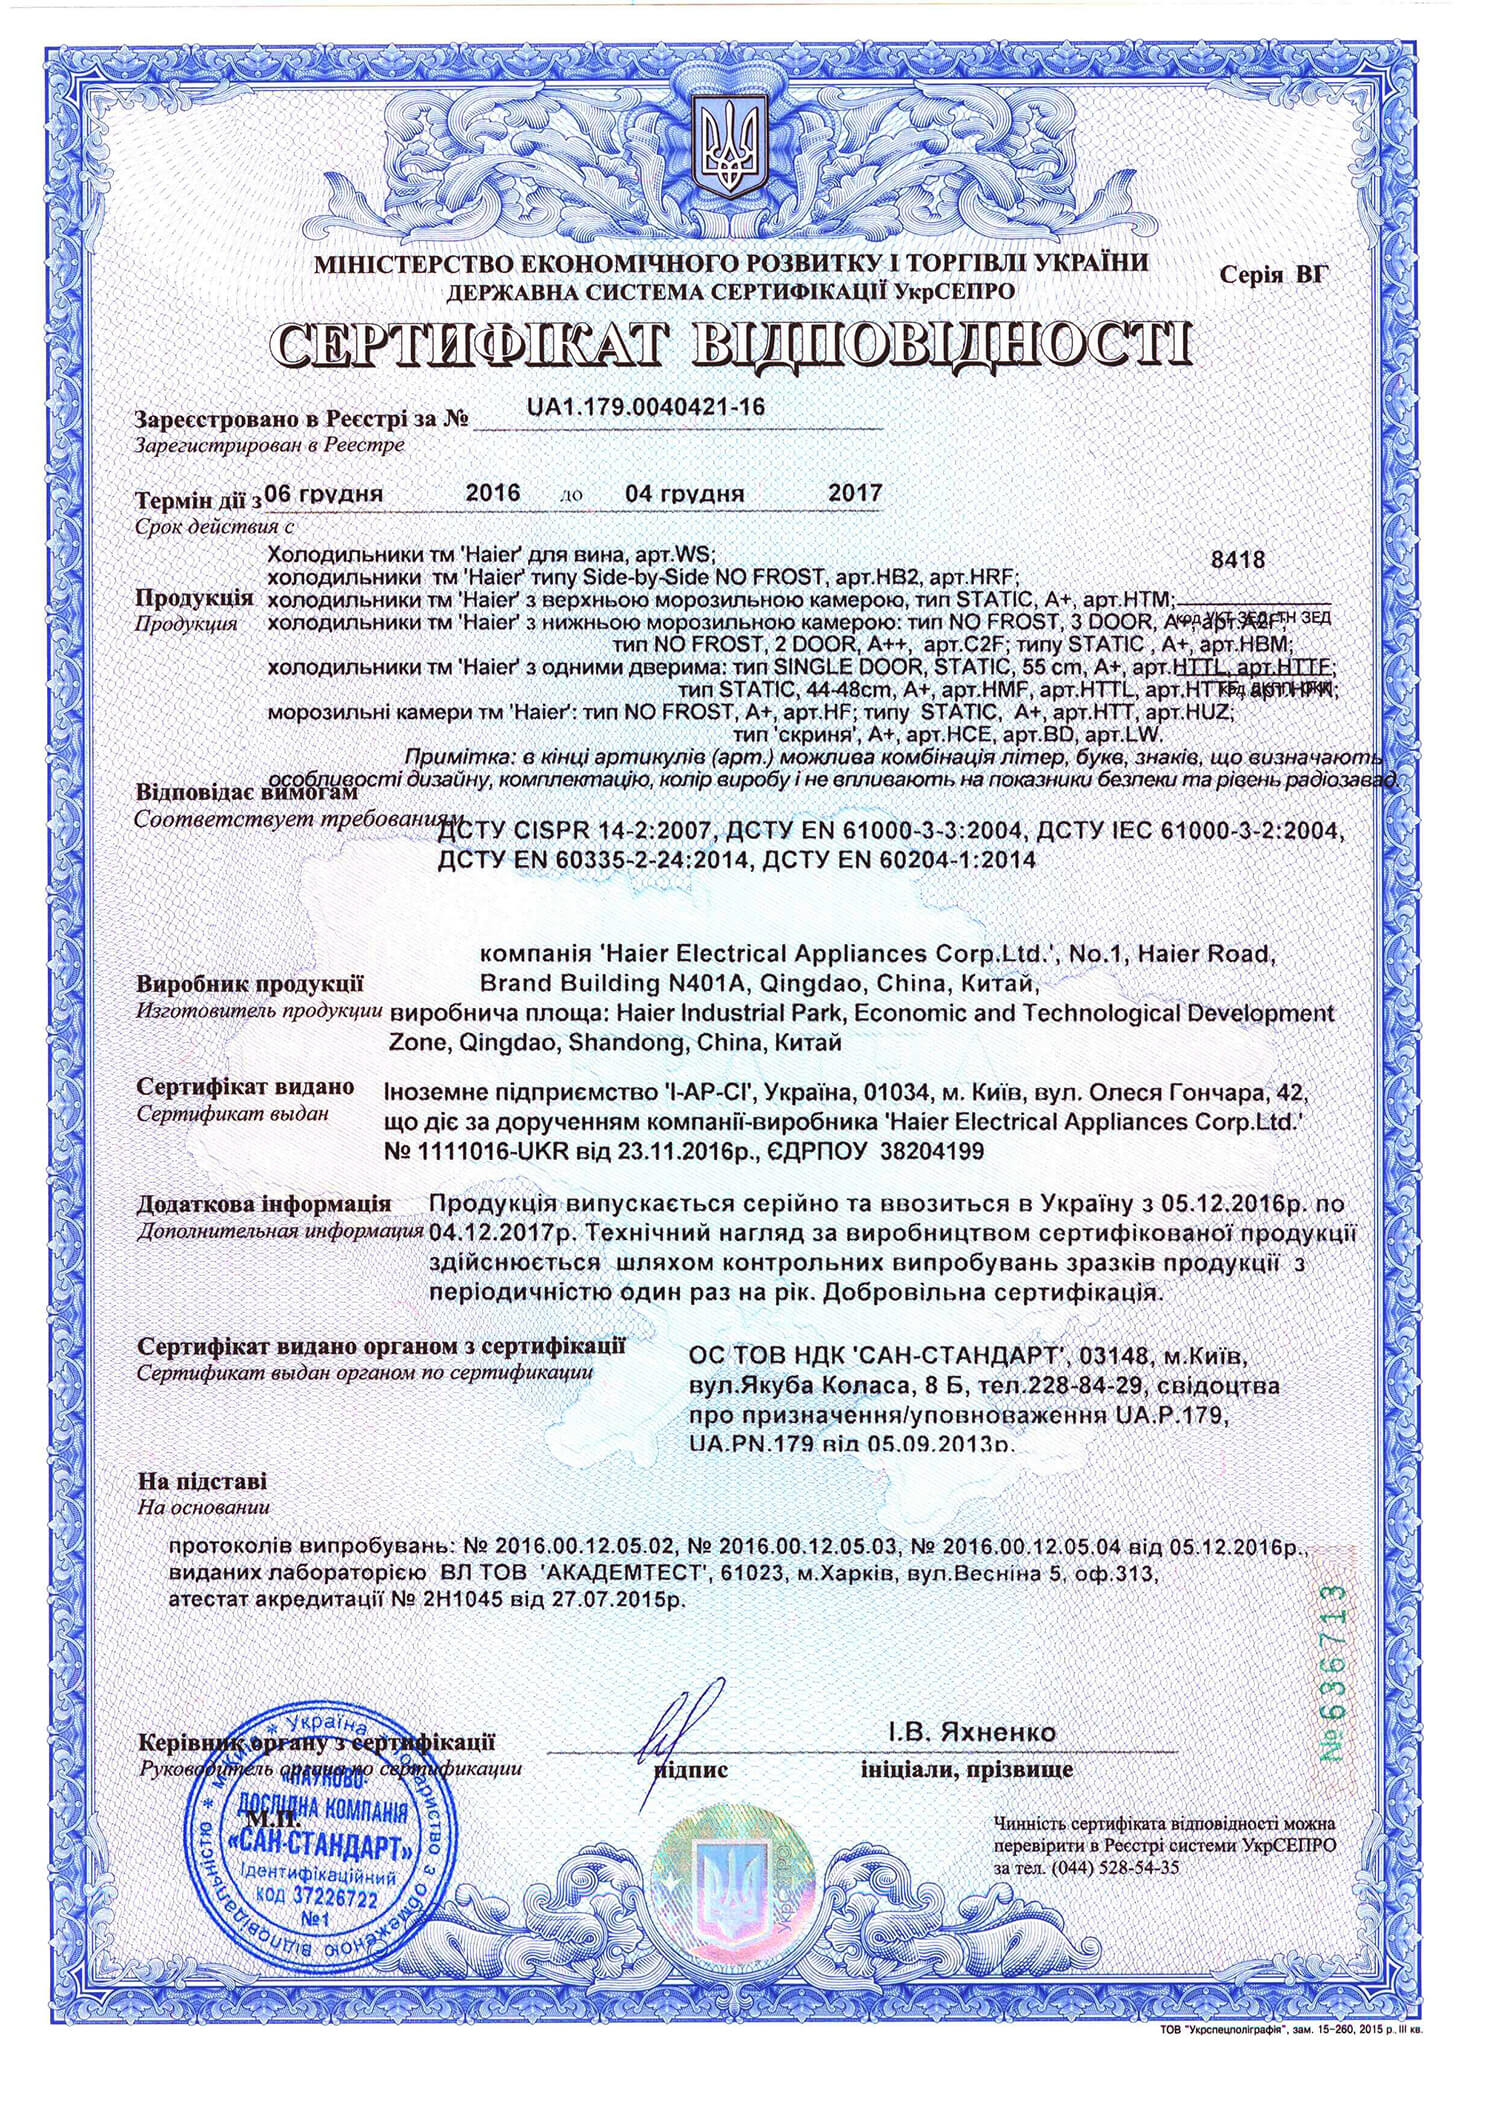 МІНІСТЕРСТВО ЕКОНОМІЧНОГО РОЗВИТКУ І ТОРГІВЛІ УКРАЇНИ
Серія ВГ
ДЕРЖАВНА СИСТЕМА СЕРТИФІКАЦІЇ УкрСЕПРО
СЕРТИФІКАТ ВІДПОВІДНОСТІ
Зареєстровано в Реєстрі за № UA1.179.0040421-16
Зарегистрирован в Реестре
Термін дії з 06 грудня 2016 до 04 грудня 2017
Срок действия с
Холодильники тм 'Haier' для вина, арт.WS;
8418
холодильники тм 'Haier' типу Side-by-Side NO FROST, арт.HB2, арт.HRF;
Продукція холодильники тм 'Haier' з верхньою морозильною камерою, тип STATIC, A+, арт.HTM;
Продукция холодильники тм 'Haier' з нижньою морозильною камерою: тип NO FROST, 3 DOOR, A+, арт.A2F;
код УКТ ЗЕД, ТН ЗЕД
тип NO FROST, 2 DOOR, A++, арт.C2F; типу STATIC , A+, арт.HBM;
холодильники тм 'Haier' з одними дверима: тип SINGLE DOOR, STATIC, 55 cm, A+, арт.HTTL, арт.HTTF;
тип STATIC, 44-48cm, A+, арт.HMF, арт.HTTL, арт.HTTF,
морозильні камери тм 'Haier': тип NO FROST, A+, арт.HF; типу STATIC, A+, арт.HTT, арт.HUZ;
тип 'скриня', A+, арт.HCE, арт.BD, арт.LW.
Примітка: в кінці артикулів (арт.) можлива комбінація літер, букв, знаків, що визначають
особливості дизайну, комплектацію, колір виробу і не впливають на показники безпеки та рівень радіозавад.
Відповідає вимогам
Соответствует требованиям
ДСТУ CISPR 14-2:2007, ДСТУ EN 61000-3-3:2004, ДСТУ IEC 61000-3-2:2004,
ДСТУ EN 60335-2-24:2014, ДСТУ EN 60204-1:2014
компанія 'Haier Electrical Appliances Corp.Ltd.', No.1, Haier Road,
Виробник продукції Brand Building N401A, Qingdao, China, Китай,
Изготовитель продукции виробнича площа: Haier Industrial Park, Economic and Technological Development
Zone, Qingdao, Shandong, China, Китай
Сертифікат видано Іноземне підприємство 'І-АР-СІ', Україна, 01034, м. Київ, вул. Олеся Гончара, 42,
Сертификат выдан що діє за дорученням компанії-виробника 'Haier Electrical Appliances Corp.Ltd.'
№ 1111016-UKR від 23.11.2016р., ЄДРПОУ 38204199
Додаткова інформація Продукція випускається серійно та ввозиться в Україну з 05.12.2016р. по
Дополнительная информация 04.12.2017р. Технічний нагляд за виробництвом сертифікованої продукції
здійснюється шляхом контрольних випробувань зразків продукції з
періодичністю один раз на рік. Добровільна сертифікація.
Сертифікат видано органом з сертифікації ОС ТОВ НДК 'САН-СТАНДАРТ', 03148, м.Київ,
Сертификат выдан органом по сертификации вул.Якуба Коласа, 8 Б, тел.228-84-29, свідоцтва
про призначення/уповноваження UA.P.179,
UA.PN.179 від 05.09.2013р.
На підставі
На основании
протоколів випробувань: № 2016.00.12.05.02, № 2016.00.12.05.03, № 2016.00.12.05.04 від 05.12.2016р.,
виданих лабораторією ВЛ ТОВ 'АКАДЕМТЕСТ', 61023, м.Харків, вул.Весніна 5, оф.313,
атестат акредитації № 2Н1045 від 27.07.2015р.
№636713
Керівник органу з сертифікації І.В. Яхненко
Руководитель органа по сертификации підпис ініціали, прізвище
М.П.
Україна * Товариство з обмеженою відповідальністю * м.Київ *
«НАУКОВО-
ДОСЛІДНА КОМПАНІЯ
«САН-СТАНДАРТ»
Ідентифікаційний
код 37226722
№1
УКРСЕПРО
Чинність сертифіката відповідності можна
перевірити в Реєстрі системи УкрСЕПРО
за тел. (044) 528-54-35
ТОВ "Укрспецполіграфія", зам. 15-260, 2015 р., III кв.